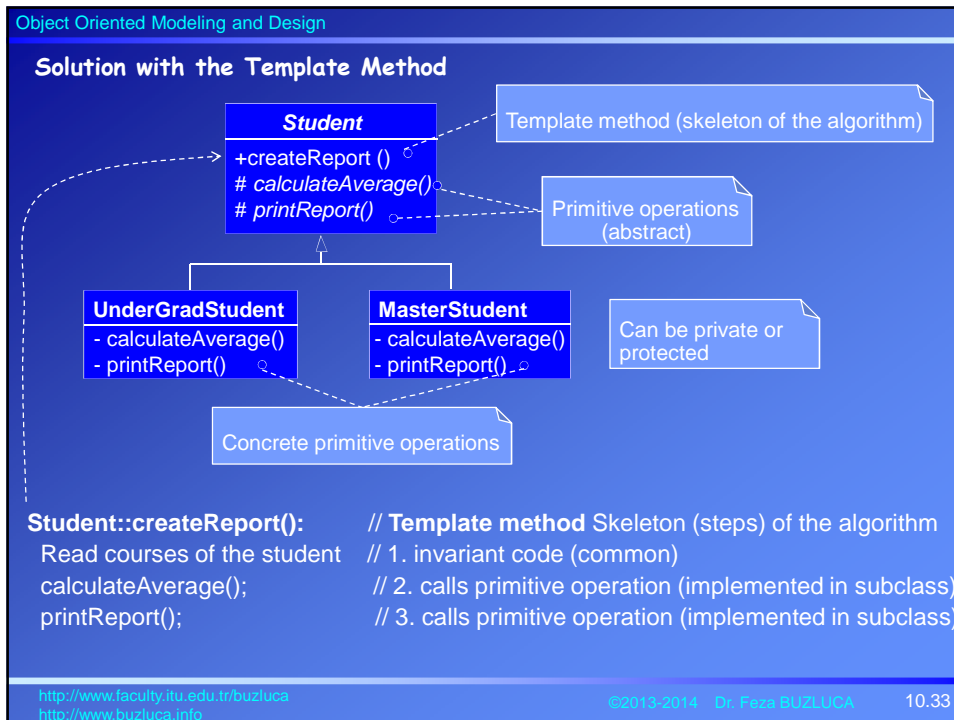 Object Oriented Modeling and Design
Solution with the Template Method
Student
+createReport ()
# calculateAverage()
# printReport()
Template method (skeleton of the algorithm)
Primitive operations
(abstract)
UnderGradStudent
- calculateAverage()
- printReport()
MasterStudent
- calculateAverage()
- printReport()
Can be private or
protected
Concrete primitive operations
Student::createReport(): // Template method Skeleton (steps) of the algorithm
Read courses of the student // 1. invariant code (common)
calculateAverage(); // 2. calls primitive operation (implemented in subclass)
printReport(); // 3. calls primitive operation (implemented in subclass)
http://www.faculty.itu.edu.tr/buzluca
http://www.buzluca.info
©2013-2014 Dr. Feza BUZLUCA 10.33